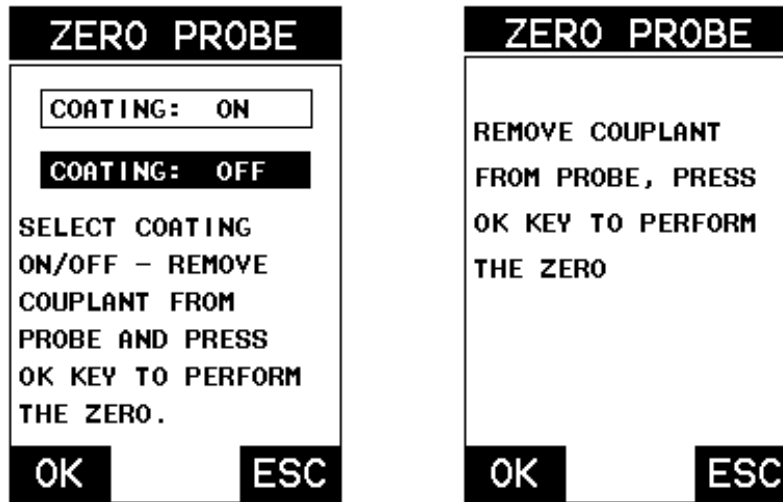 ZERO PROBE
COATING: ON
COATING: OFF
SELECT COATING
ON/OFF - REMOVE
COUPLANT FROM
PROBE AND PRESS
OK KEY TO PERFORM
THE ZERO.
OK ESC
ZERO PROBE
REMOVE COUPLANT
FROM PROBE, PRESS
OK KEY TO PERFORM
THE ZERO
OK ESC